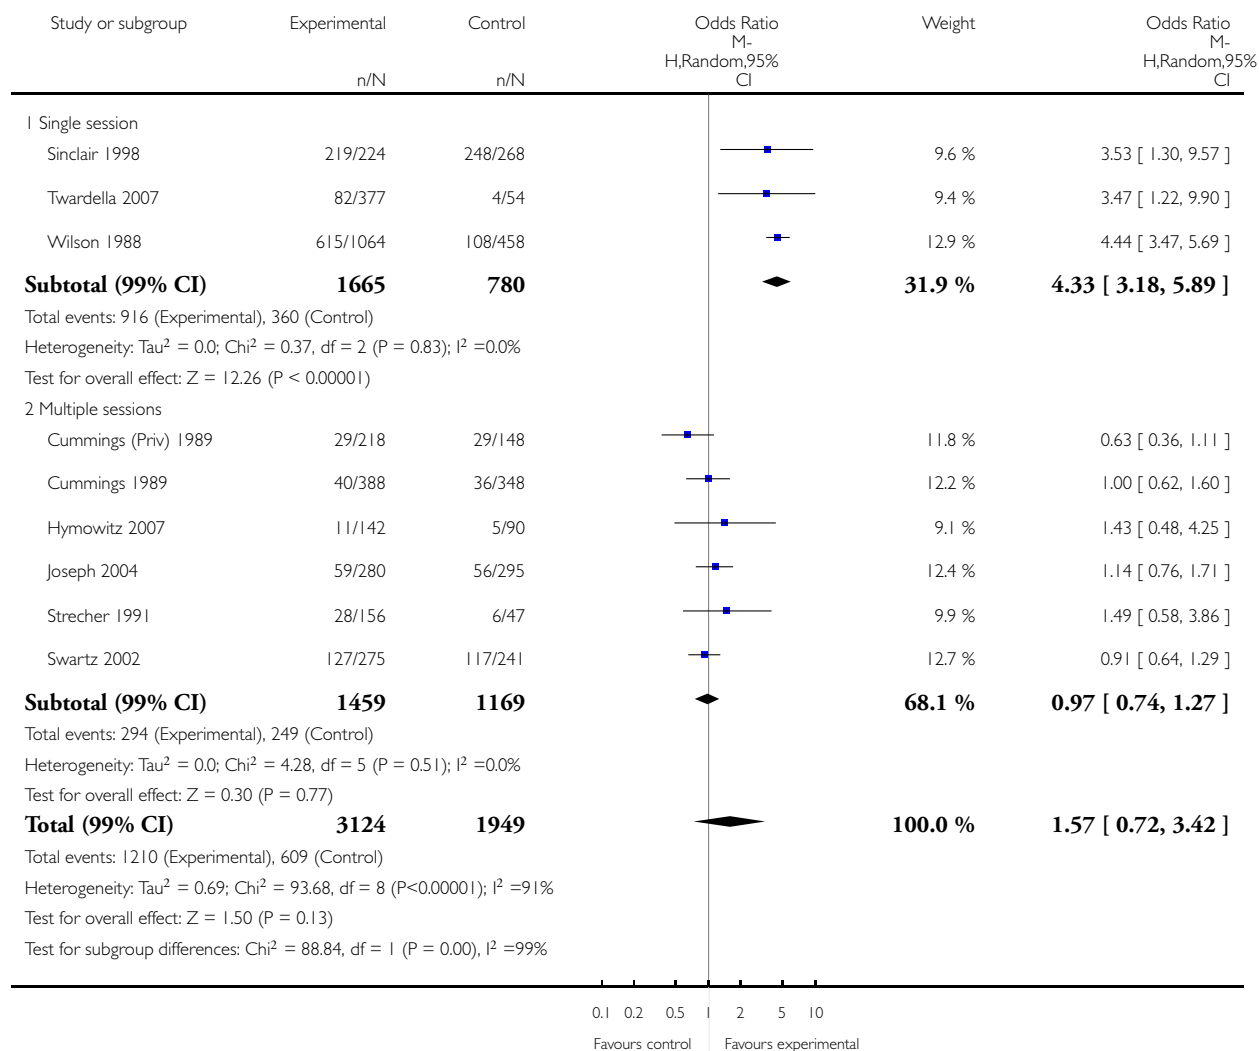 Study or subgroup Experimental Control Odds Ratio Weight Odds Ratio
M- M-
H,Random,95% H,Random,95%
n/N n/N CI CI
1 Single session
Sinclair 1998 219/224 248/268 9.6 % 3.53 [ 1.30, 9.57 ]
Twardella 2007 82/377 4/54 9.4 % 3.47 [ 1.22, 9.90 ]
Wilson 1988 615/1064 108/458 12.9 % 4.44 [ 3.47, 5.69 ]
Subtotal (99% CI) 1665 780 31.9 % 4.33 [ 3.18, 5.89 ]
Total events: 916 (Experimental), 360 (Control)
Heterogeneity: Tau² = 0.0; Chi² = 0.37, df = 2 (P = 0.83); I² =0.0%
Test for overall effect: Z = 12.26 (P < 0.00001)
2 Multiple sessions
Cummings (Priv) 1989 29/218 29/148 11.8 % 0.63 [ 0.36, 1.11 ]
Cummings 1989 40/388 36/348 12.2 % 1.00 [ 0.62, 1.60 ]
Hymowitz 2007 11/142 5/90 9.1 % 1.43 [ 0.48, 4.25 ]
Joseph 2004 59/280 56/295 12.4 % 1.14 [ 0.76, 1.71 ]
Strecher 1991 28/156 6/47 9.9 % 1.49 [ 0.58, 3.86 ]
Swartz 2002 127/275 117/241 12.7 % 0.91 [ 0.64, 1.29 ]
Subtotal (99% CI) 1459 1169 68.1 % 0.97 [ 0.74, 1.27 ]
Total events: 294 (Experimental), 249 (Control)
Heterogeneity: Tau² = 0.0; Chi² = 4.28, df = 5 (P = 0.51); I² =0.0%
Test for overall effect: Z = 0.30 (P = 0.77)
Total (99% CI) 3124 1949 100.0 % 1.57 [ 0.72, 3.42 ]
Total events: 1210 (Experimental), 609 (Control)
Heterogeneity: Tau² = 0.69; Chi² = 93.68, df = 8 (P<0.00001); I² =91%
Test for overall effect: Z = 1.50 (P = 0.13)
Test for subgroup differences: Chi² = 88.84, df = 1 (P = 0.00), I² =99%
0.1 0.2 0.5 1 2 5 10
Favours control Favours experimental